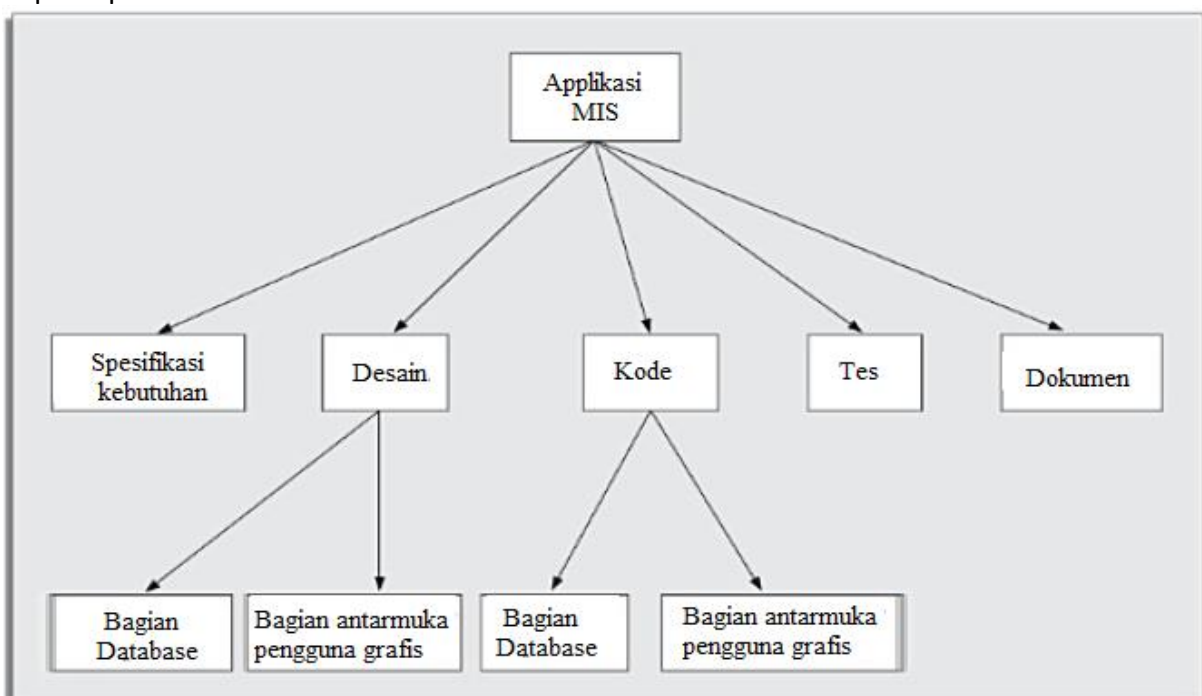 Applikasi
MIS
Spesifikasi
kebutuhan
Desain
Kode
Tes
Dokumen
Bagian
Database
Bagian antarmuka
pengguna grafis
Bagian
Database
Bagian antarmuka
pengguna grafis